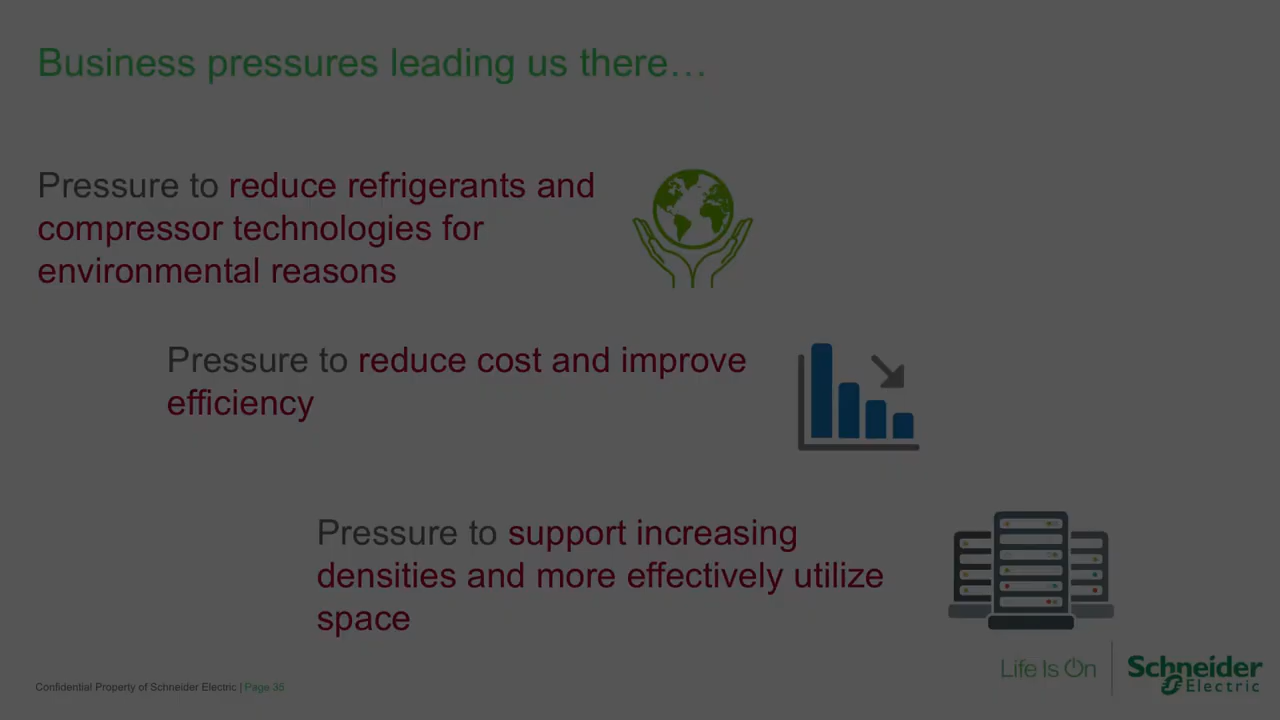 Business pressures leading us there…
Pressure to reduce refrigerants and
compressor technologies for
environmental reasons
Pressure to reduce cost and improve
efficiency
Pressure to support increasing
densities and more effectively utilize
space
Confidential Property of Schneider Electric | Page 35
Life Is On
Schneider
Electric